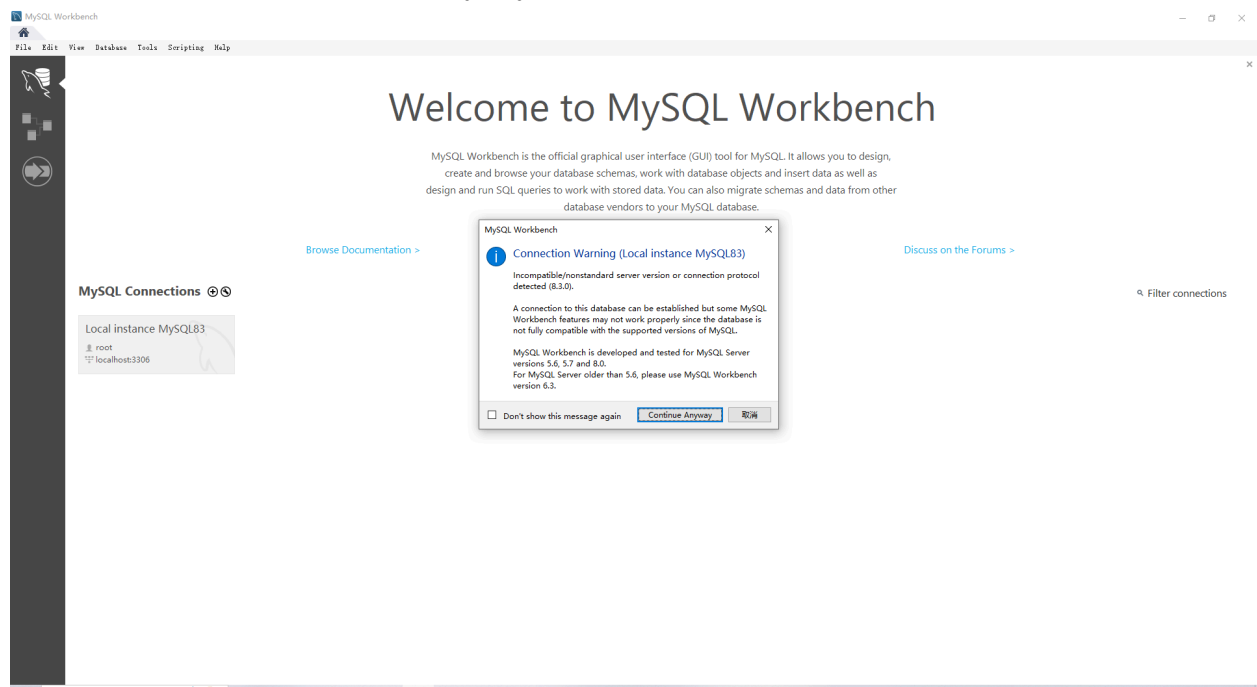 MySQL Workbench
File Edit View Database Tools Scripting Help
Welcome to MySQL Workbench
MySQL Workbench is the official graphical user interface (GUI) tool for MySQL. It allows you to design,
create and browse your database schemas, work with database objects and insert data as well as
design and run SQL queries to work with stored data. You can also migrate schemas and data from other
database vendors to your MySQL database.
Browse Documentation >
Discuss on the Forums >
MySQL Connections
Filter connections
Local instance MySQL83
root
localhost:3306
MySQL Workbench
Connection Warning (Local instance MySQL83)
Incompatible/nonstandard server version or connection protocol
detected (8.3.0).
A connection to this database can be established but some MySQL
Workbench features may not work properly since the database is
not fully compatible with the supported versions of MySQL.
MySQL Workbench is developed and tested for MySQL Server
versions 5.6, 5.7 and 8.0.
For MySQL Server older than 5.6, please use MySQL Workbench
version 6.3.
Don't show this message again
Continue Anyway
取消